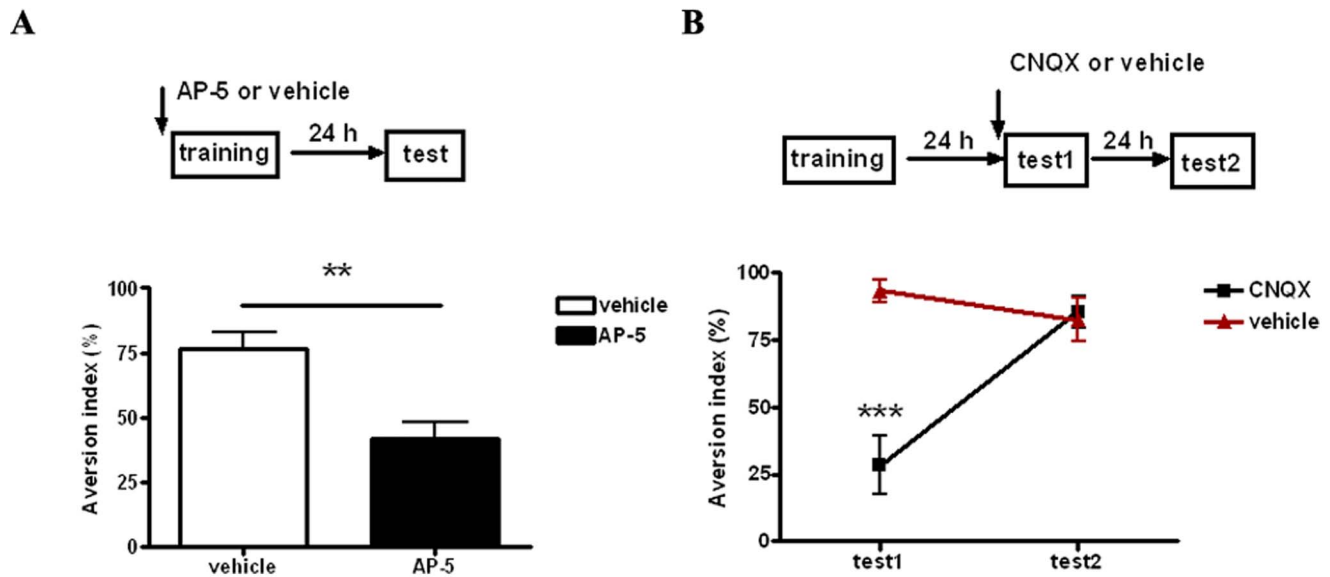 A
AP-5 or vehicle
training
24 h
test
**
100
75
50
25
0
Aversion index (%)
vehicle
AP-5
vehicle
AP-5
B
CNQX or vehicle
training
24 h
test1
24 h
test2
100
75
50
25
0
Aversion index (%)
***
test1
test2
CNQX
vehicle